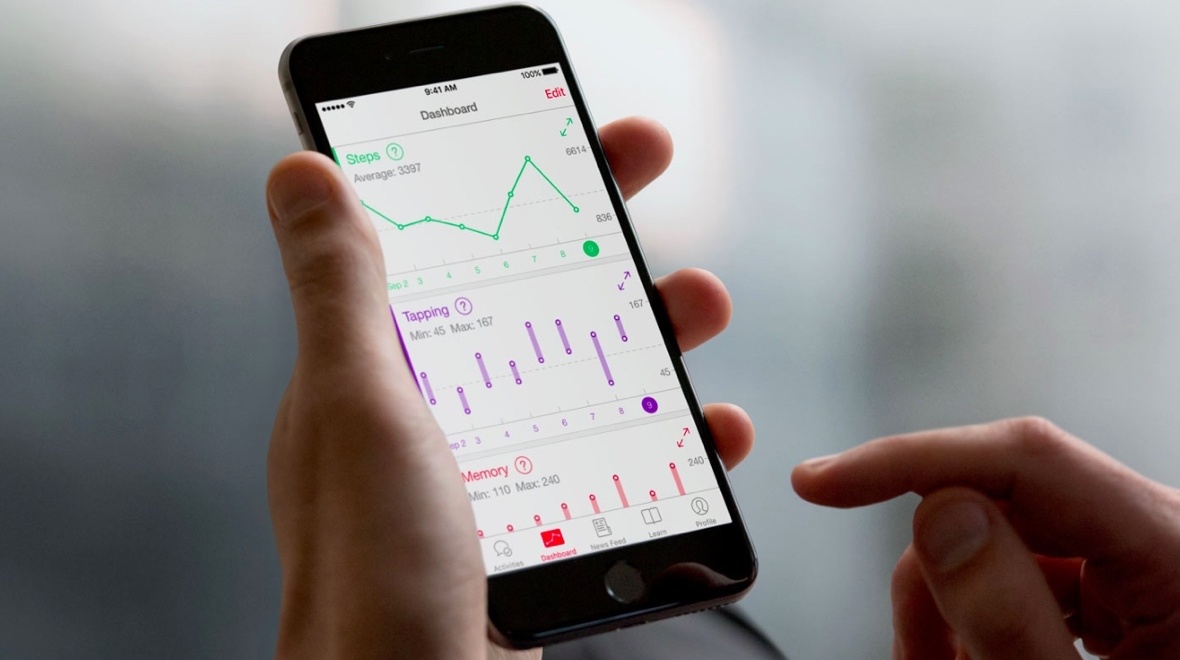 9:41 AM
100%
Dashboard
Edit
Steps ?
Average: 3397
6614
836
Sep 2 3 4 5 6 7 8 9
Tapping ?
Min: 45 Max: 167
167
45
2 3 4 5 6 7 8 9
Memory ?
Min: 110 Max: 240
240
Activities
Dashboard
News Feed
Learn
Profile